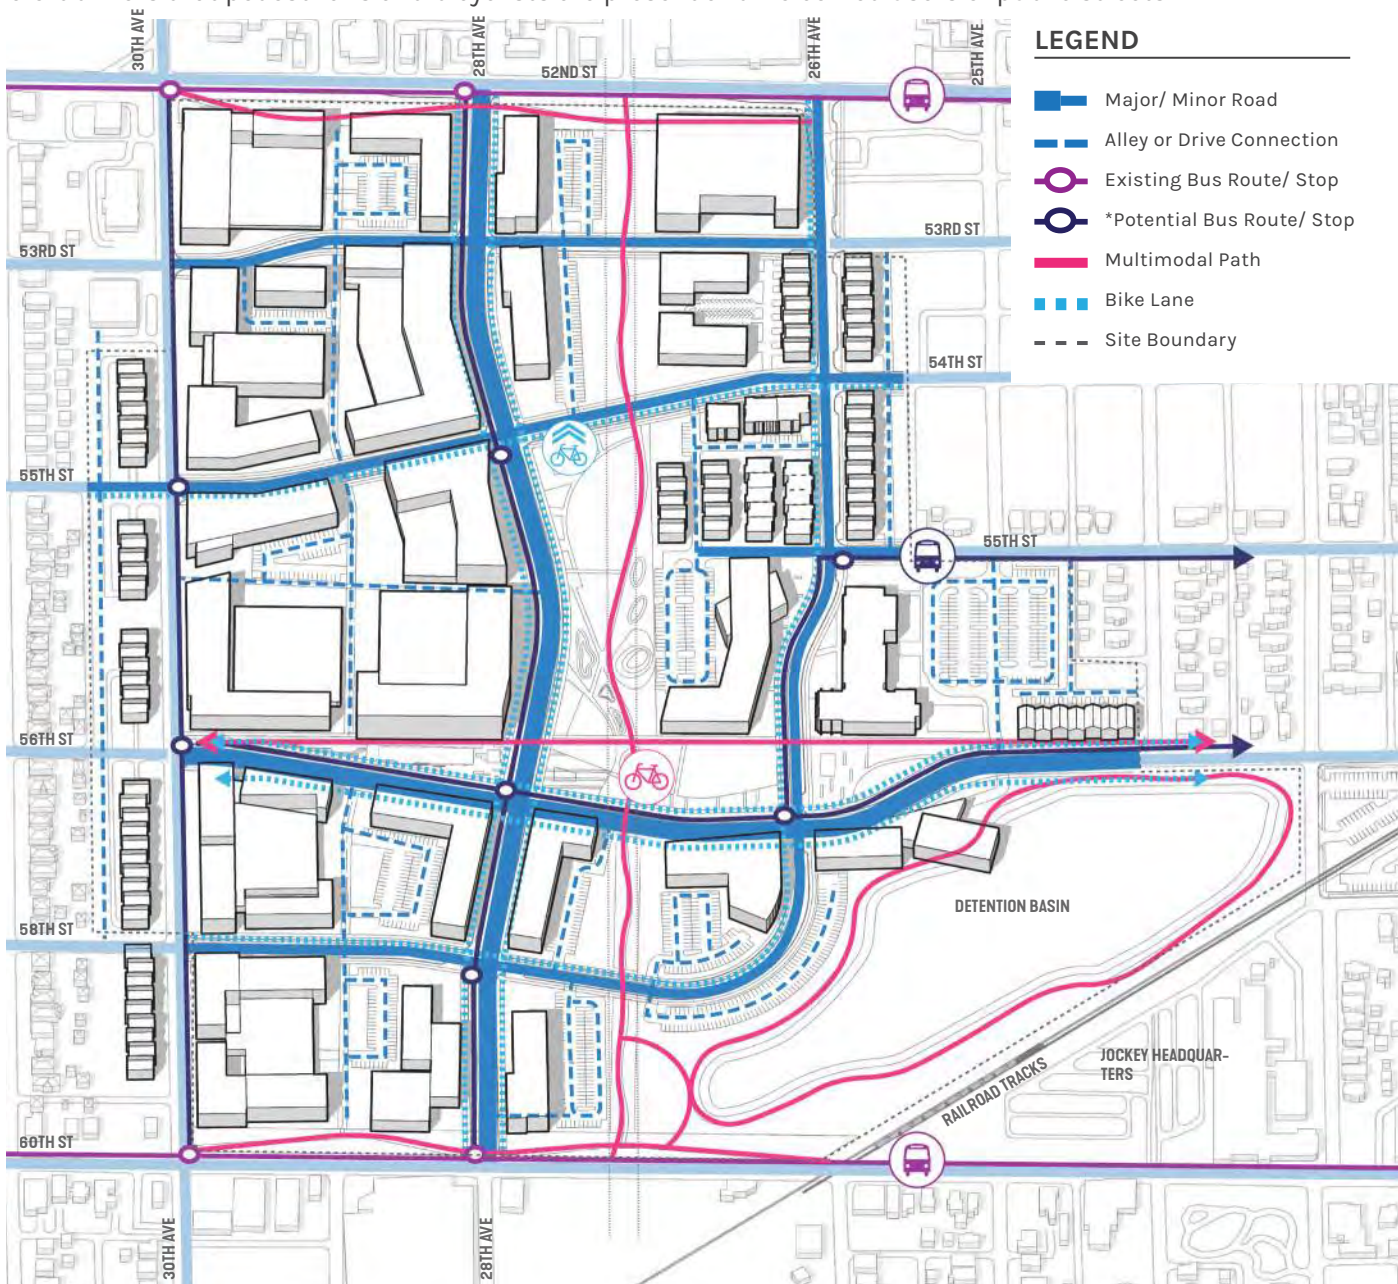 LEGEND
Major/ Minor Road
Alley or Drive Connection
Existing Bus Route/ Stop
*Potential Bus Route/ Stop
Multimodal Path
Bike Lane
Site Boundary
30TH AVE
28TH AVE
52ND ST
26TH AVE
25TH AVE
53RD ST
53RD ST
54TH ST
55TH ST
55TH ST
56TH ST
58TH ST
DETENTION BASIN
JOCKEY HEADQUAR-
TERS
RAILROAD TRACKS
60TH ST
30TH AVE
28TH AVE